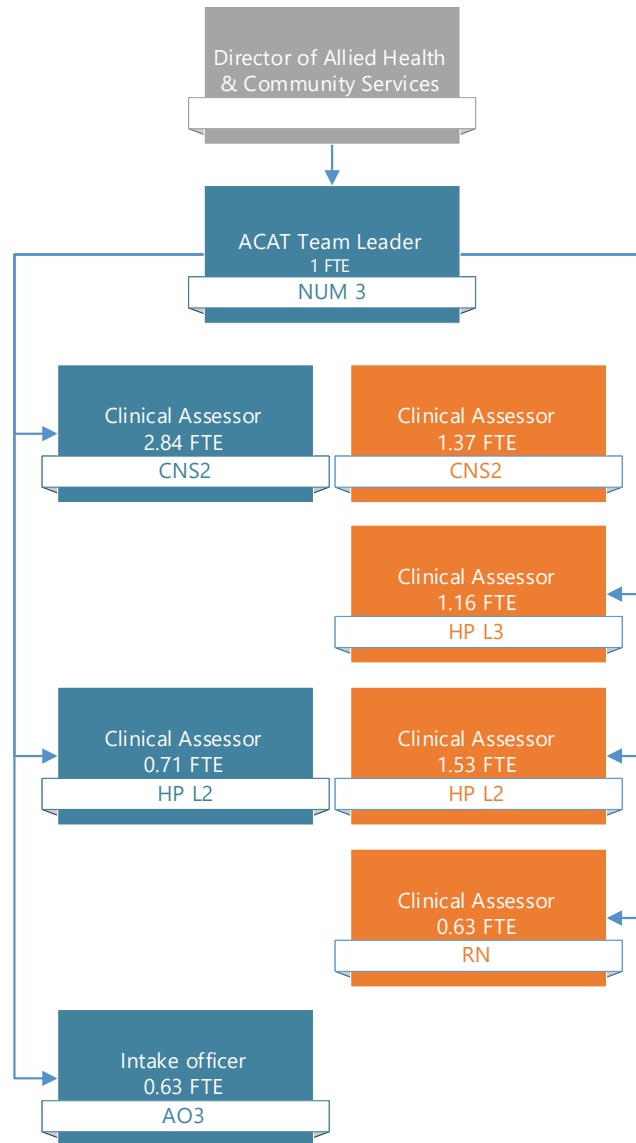 Director of Allied Health
& Community Services
ACAT Team Leader
1 FTE
NUM 3
Clinical Assessor
2.84 FTE
CNS2
Clinical Assessor
1.37 FTE
CNS2
Clinical Assessor
1.16 FTE
HP L3
Clinical Assessor
0.71 FTE
HP L2
Clinical Assessor
1.53 FTE
HP L2
Clinical Assessor
0.63 FTE
RN
Intake officer
0.63 FTE
AO3